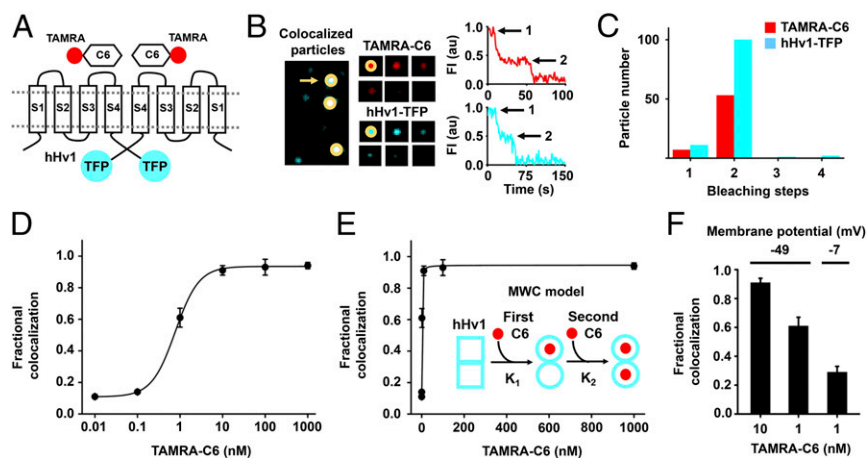 A
TAMRA
TAMRA
C6
C6
S1 S2 S3 S4 S4 S3 S2 S1
hHv1
TFP
TFP
B
Colocalized
particles
TAMRA-C6
hHv1-TFP
FI (au)
1.0
0.5
0.0
1
2
0 50 100
FI (au)
1.0
0.5
0.0
1
2
0 75 150
Time (s)
C
TAMRA-C6
hHv1-TFP
Particle number
100
50
1 2 3 4
Bleaching steps
D
Fractional
colocalization
1.0
0.8
0.6
0.4
0.2
0.0
0.01 0.1 1 10 100 1000
TAMRA-C6 (nM)
E
Fractional
colocalization
1.0
0.8
0.6
0.4
0.2
0.0
MWC model
hHv1
First
C6
Second
C6
K1
K2
0 200 400 600 800 1000
TAMRA-C6 (nM)
F
Membrane potential (mV)
-49
-7
Fractional
colocalization
1.0
0.8
0.6
0.4
0.2
0.0
10 1 1
TAMRA-C6 (nM)